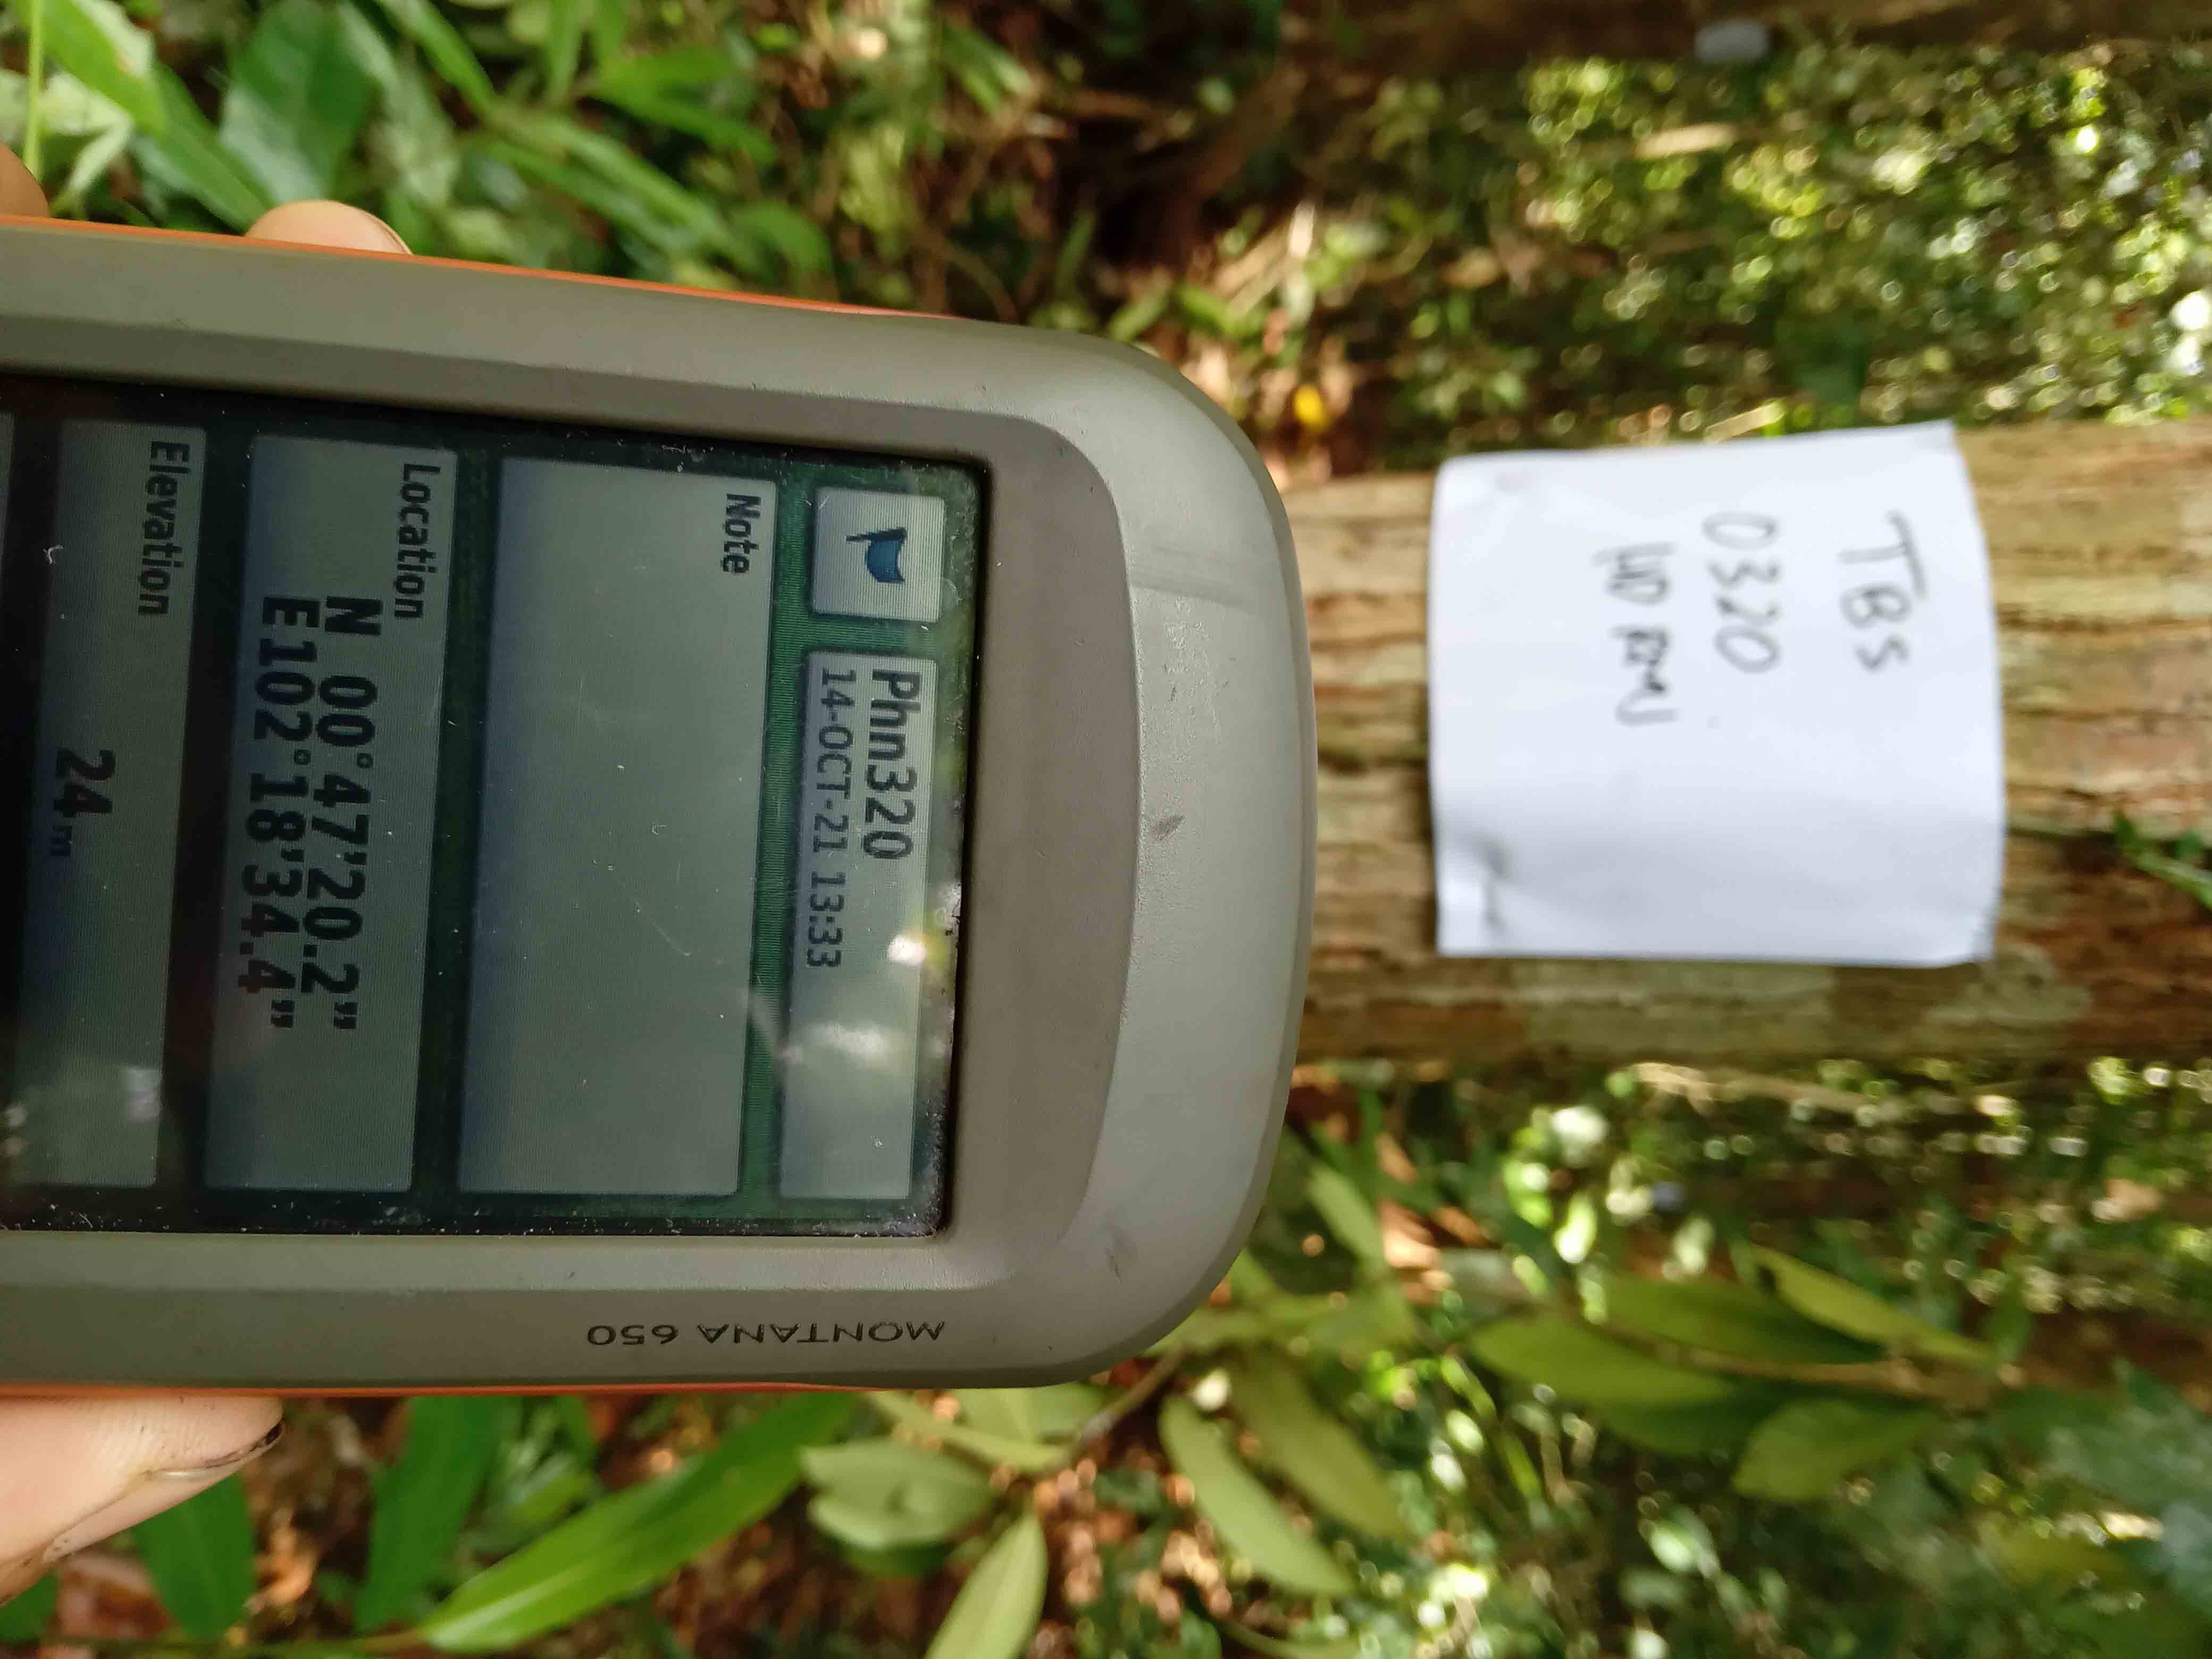 TBS
0320
MONTANA 650
Phn320
14-OCT-21 13:33
Note
Location
N 00°47'20.2"
E102°18'34.4"
Elevation
24 m